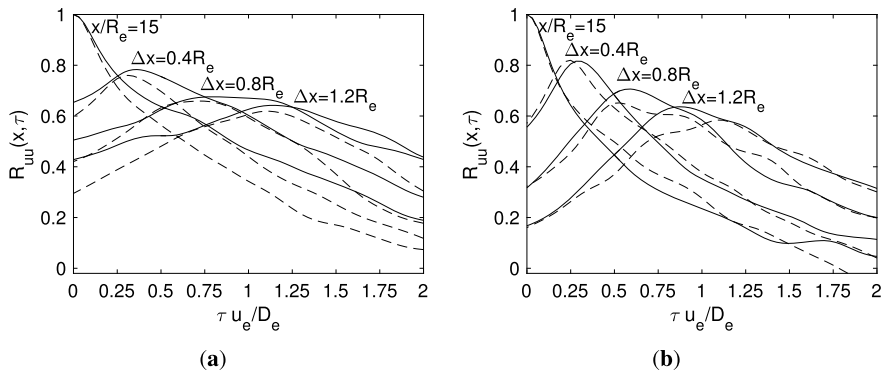 R_uu(x,τ)
1
0.8
0.6
0.4
0.2
0
x/R_e=15
Δx=0.4R_e
Δx=0.8R_e
Δx=1.2R_e
0 0.25 0.5 0.75 1 1.25 1.5 1.75 2
τ u_e/D_e
(a)
R_uu(x,τ)
1
0.8
0.6
0.4
0.2
0
x/R_e=15
Δx=0.4R_e
Δx=0.8R_e
Δx=1.2R_e
0 0.25 0.5 0.75 1 1.25 1.5 1.75 2
τ u_e/D_e
(b)